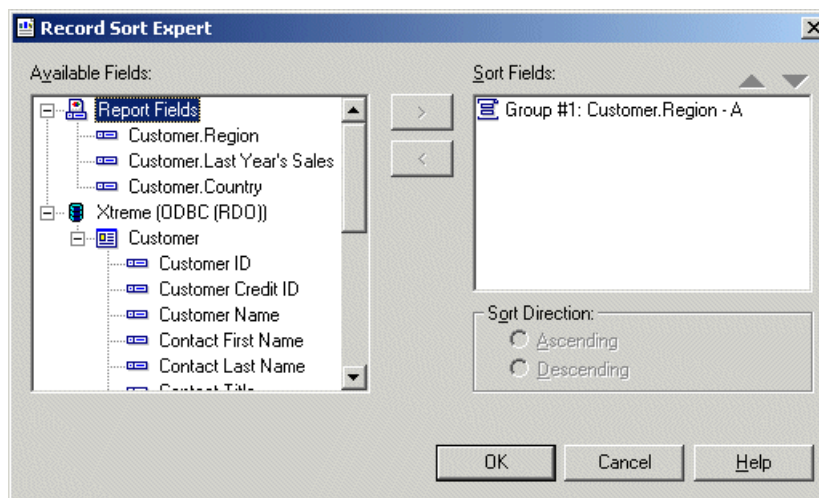 Record Sort Expert
Available Fields:
Report Fields
Customer.Region
Customer.Last Year's Sales
Customer.Country
Xtreme (ODBC (RDO))
Customer
Customer ID
Customer Credit ID
Customer Name
Contact First Name
Contact Last Name
Contact Title
>
<
Sort Fields:
Group #1: Customer.Region - A
Sort Direction:
Ascending
Descending
OK
Cancel
Help